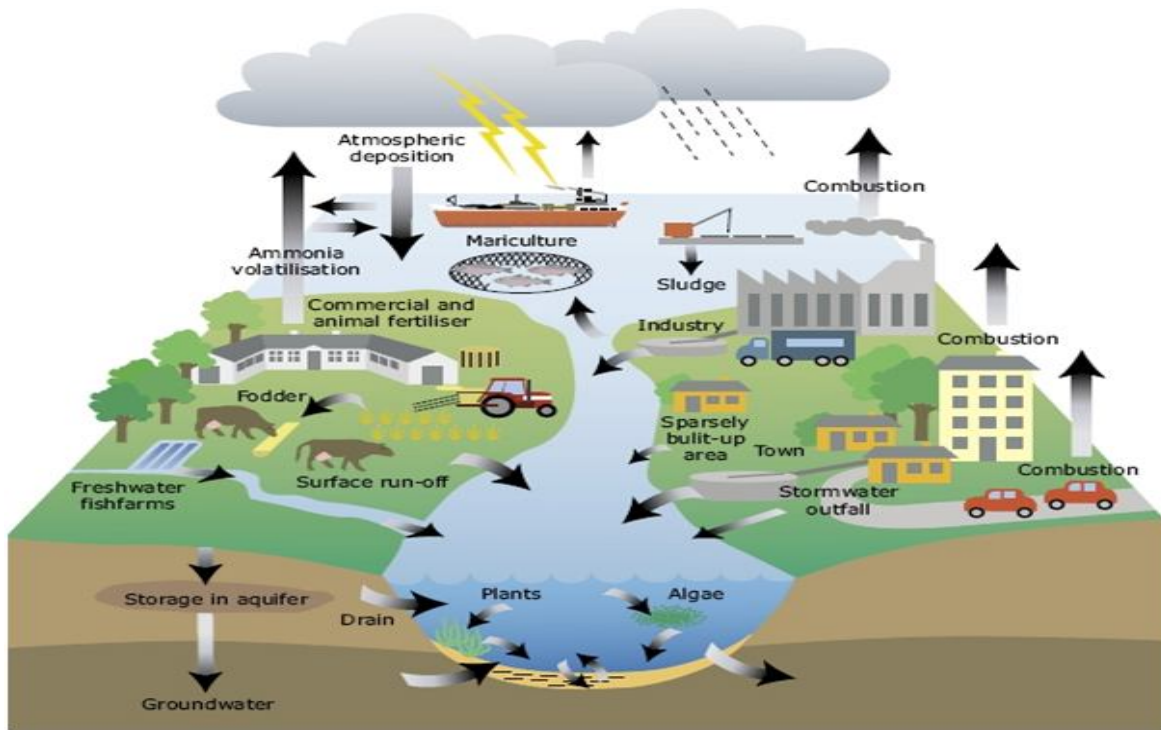 Atmospheric
deposition
Combustion
Mariculture
Ammonia
volatilisation
Sludge
Commercial and
animal fertiliser
Industry
Combustion
Fodder
Sparsely
bulit-up
area
Town
Combustion
Freshwater
fishfarms
Surface run-off
Stormwater
outfall
Plants
Algae
Storage in aquifer
Drain
Groundwater